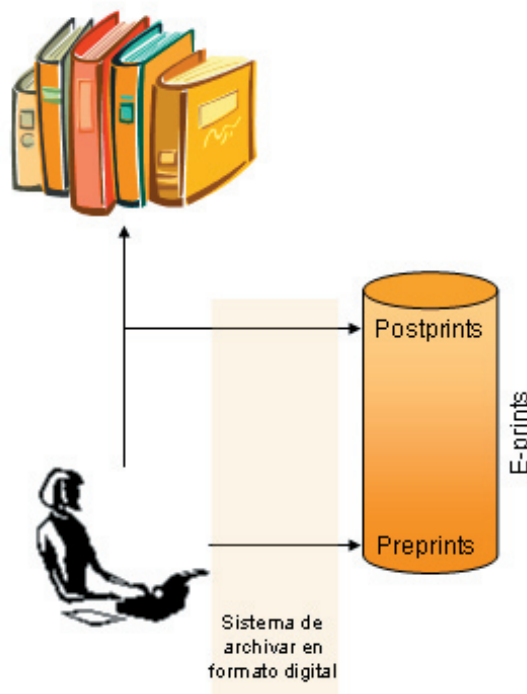 Postprints
E-prints
Preprints
Sistema de
archivar en
formato digital